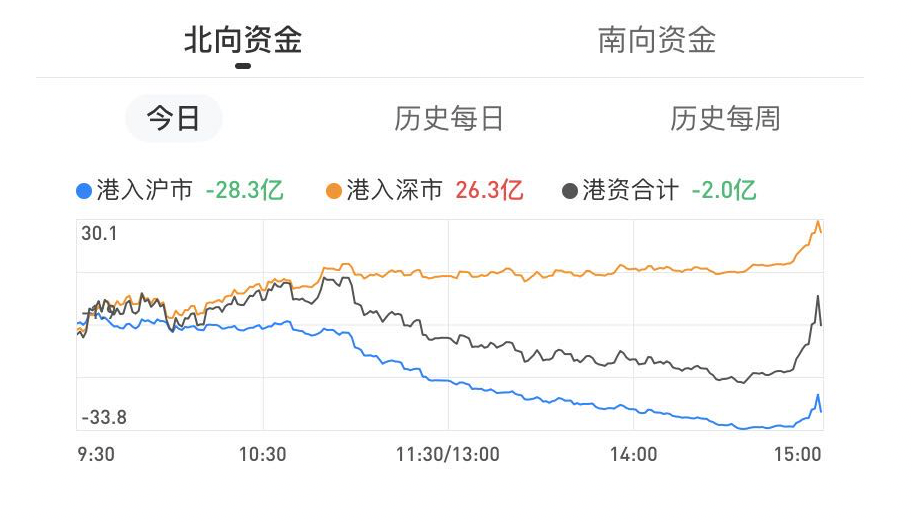 北向资金 南向资金
今日 历史每日 历史每周
港入沪市 -28.3亿 港入深市 26.3亿 港资合计 -2.0亿
30.1
-33.8
9:30 10:30 11:30/13:00 14:00 15:00